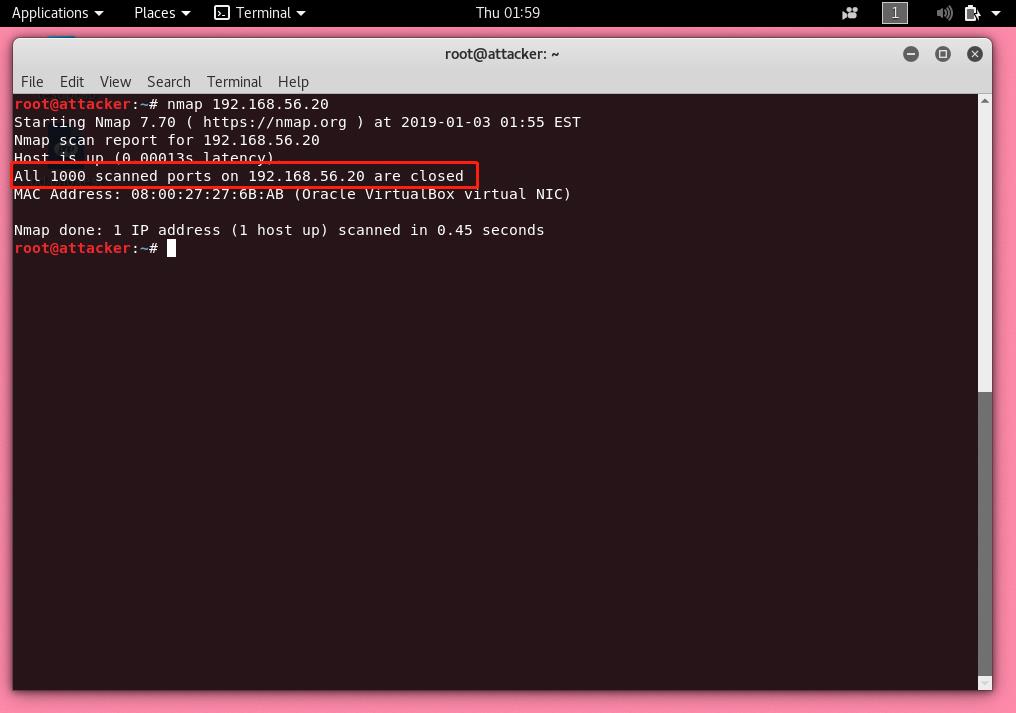 Applications Places Terminal Thu 01:59 1
root@attacker: ~
File Edit View Search Terminal Help
root@attacker:~# nmap 192.168.56.20
Starting Nmap 7.70 ( https://nmap.org ) at 2019-01-03 01:55 EST
Nmap scan report for 192.168.56.20
Host is up (0.00013s latency).
All 1000 scanned ports on 192.168.56.20 are closed
MAC Address: 08:00:27:27:6B:AB (Oracle VirtualBox virtual NIC)
Nmap done: 1 IP address (1 host up) scanned in 0.45 seconds
root@attacker:~#